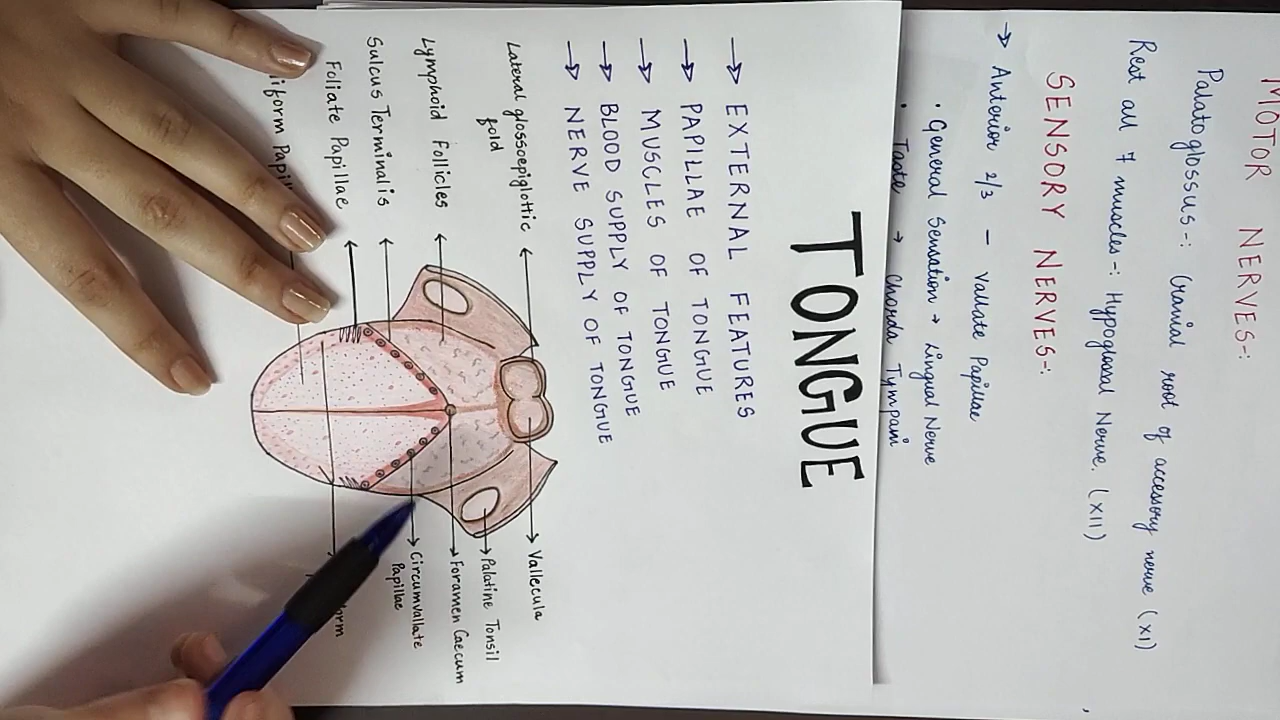 MOTOR NERVES-:
Palatoglossus-: Cranial root of accessory nerve (XI)
Rest all 7 muscles-: Hypoglossal Nerve. (XII)
SENSORY NERVES-:
→ Anterior 2/3 - Vallate Papillae
• General Sensation → Lingual Nerve
• Taste → Chorda Tympani
TONGUE
→ EXTERNAL FEATURES
→ PAPILLAE OF TONGUE
→ MUSCLES OF TONGUE
→ BLOOD SUPPLY OF TONGUE
→ NERVE SUPPLY OF TONGUE
Lateral glossoepiglottic
fold
Lymphoid Follicles
Sulcus Terminalis
Foliate Papillae
Vallecula
Palatine Tonsil
Foramen Caecum
Circumvallate
Papillae